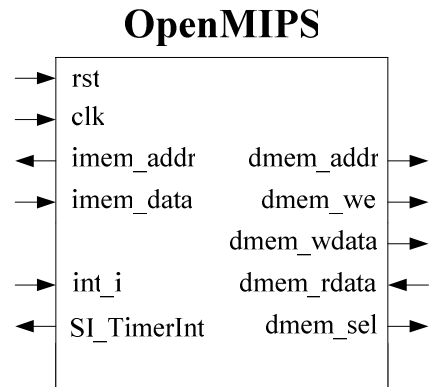 OpenMIPS
rst
clk
imem_addr dmem_addr
imem_data dmem_we
dmem_wdata
int_i dmem_rdata
SI_TimerInt dmem_sel